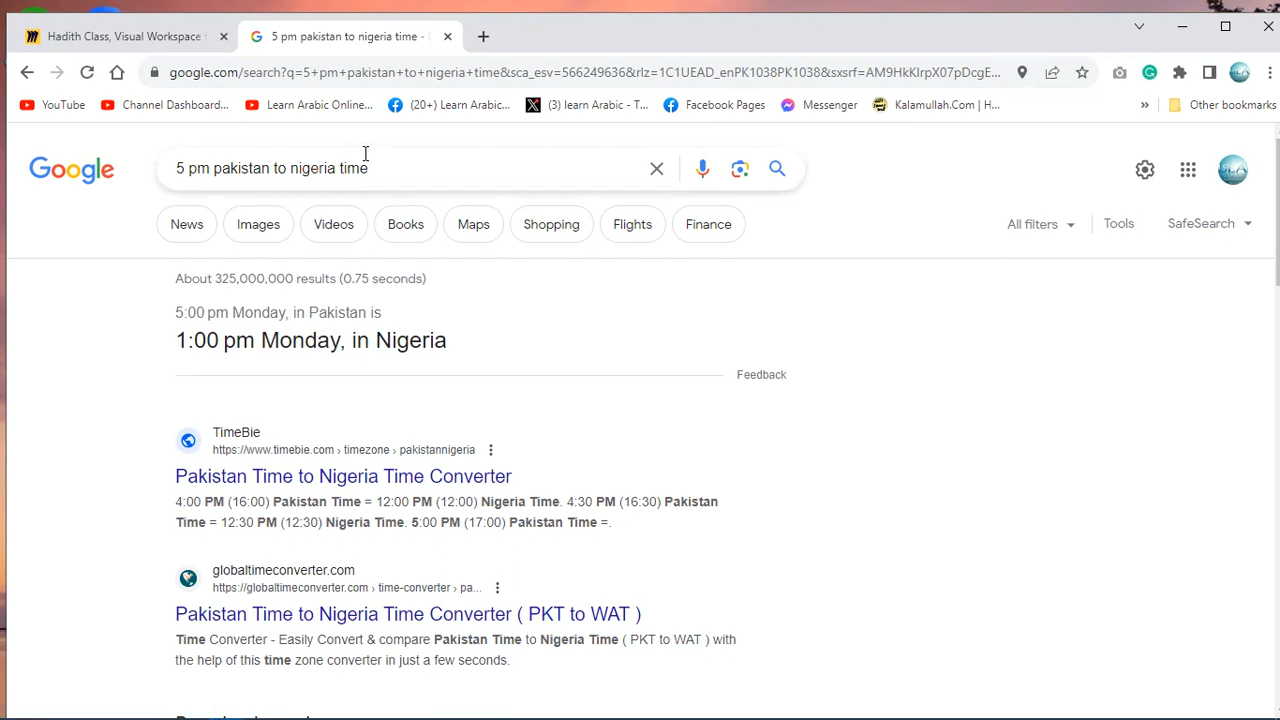 Hadith Class, Visual Workspace
5 pm pakistan to nigeria time -
google.com/search?q=5+pm+pakistan+to+nigeria+time&sca_esv=566249636&rlz=1C1UEAD_enPK1038PK1038&sxsrf=AM9HkKlrpX07pDcgE...
YouTube
Channel Dashboard...
Learn Arabic Online...
(20+) Learn Arabic...
(3) learn Arabic - T...
Facebook Pages
Messenger
Kalamullah.Com | H...
»
Other bookmarks
Google
5 pm pakistan to nigeria time
News
Images
Videos
Books
Maps
Shopping
Flights
Finance
All filters
Tools
SafeSearch
About 325,000,000 results (0.75 seconds)
5:00 pm Monday, in Pakistan is
1:00 pm Monday, in Nigeria
Feedback
TimeBie
https://www.timebie.com › timezone › pakistannigeria
Pakistan Time to Nigeria Time Converter
4:00 PM (16:00) Pakistan Time = 12:00 PM (12:00) Nigeria Time. 4:30 PM (16:30) Pakistan
Time = 12:30 PM (12:30) Nigeria Time. 5:00 PM (17:00) Pakistan Time =.
globaltimeconverter.com
https://globaltimeconverter.com › time-converter › pa...
Pakistan Time to Nigeria Time Converter ( PKT to WAT )
Time Converter - Easily Convert & compare Pakistan Time to Nigeria Time ( PKT to WAT ) with
the help of this time zone converter in just a few seconds.